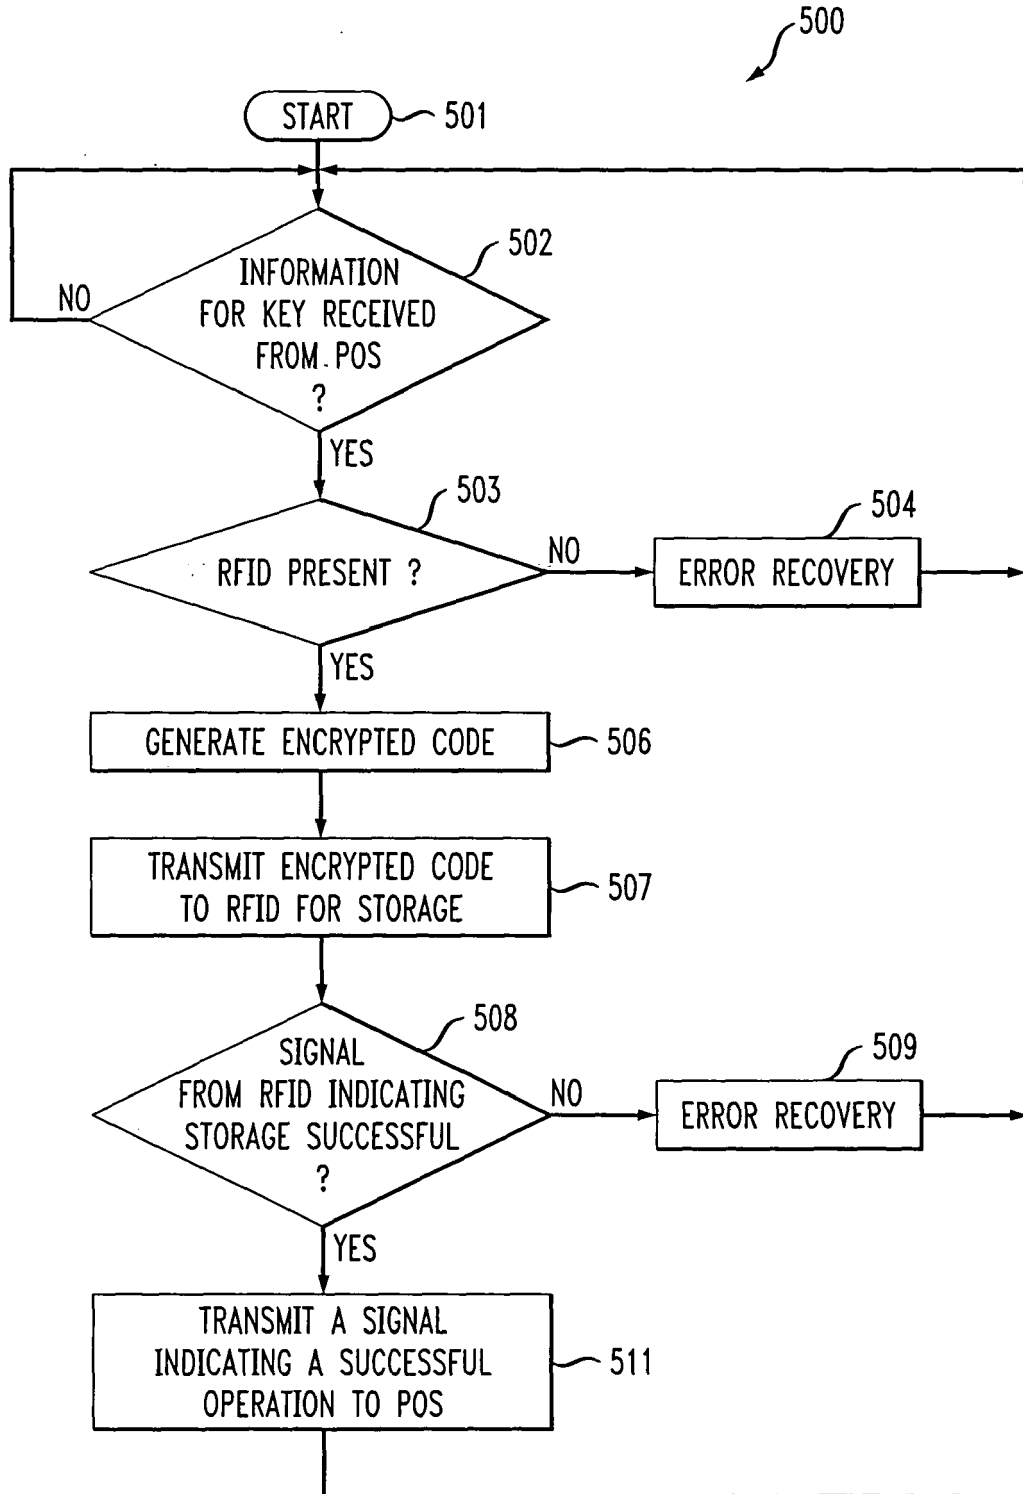 500
START
501
502
INFORMATION
FOR KEY RECEIVED
FROM POS
?
NO
YES
503
RFID PRESENT ?
NO
504
ERROR RECOVERY
YES
GENERATE ENCRYPTED CODE
506
TRANSMIT ENCRYPTED CODE
TO RFID FOR STORAGE
507
508
SIGNAL
FROM RFID INDICATING
STORAGE SUCCESSFUL
?
NO
509
ERROR RECOVERY
YES
TRANSMIT A SIGNAL
INDICATING A SUCCESSFUL
OPERATION TO POS
511